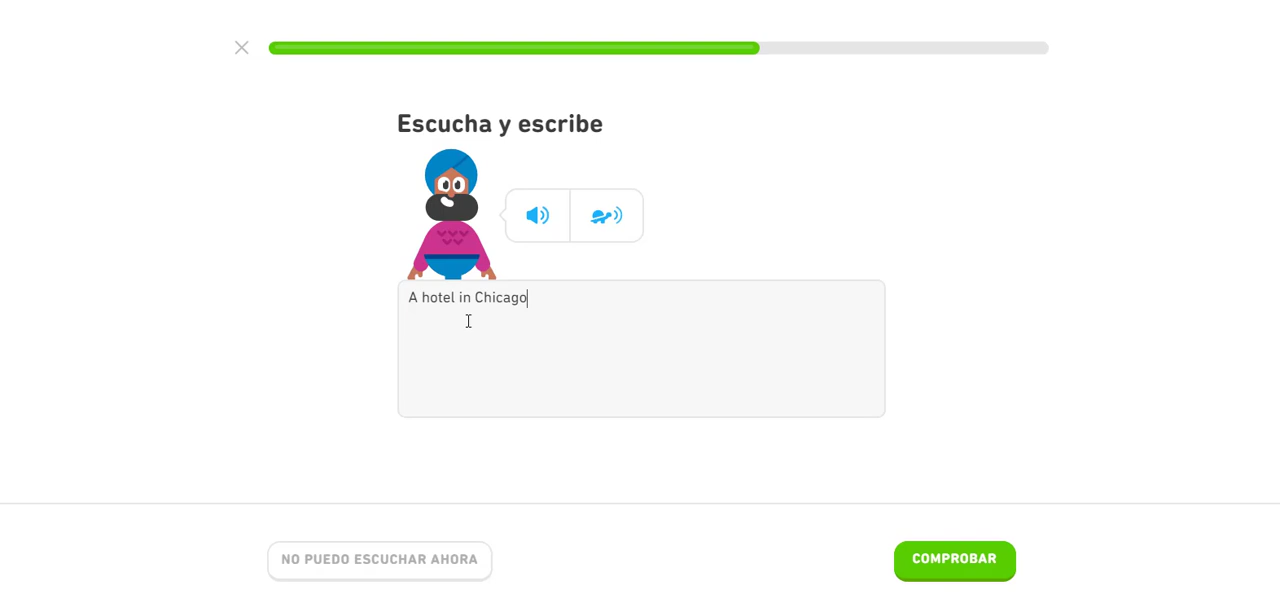 Escucha y escribe
A hotel in Chicago
NO PUEDO ESCUCHAR AHORA
COMPROBAR